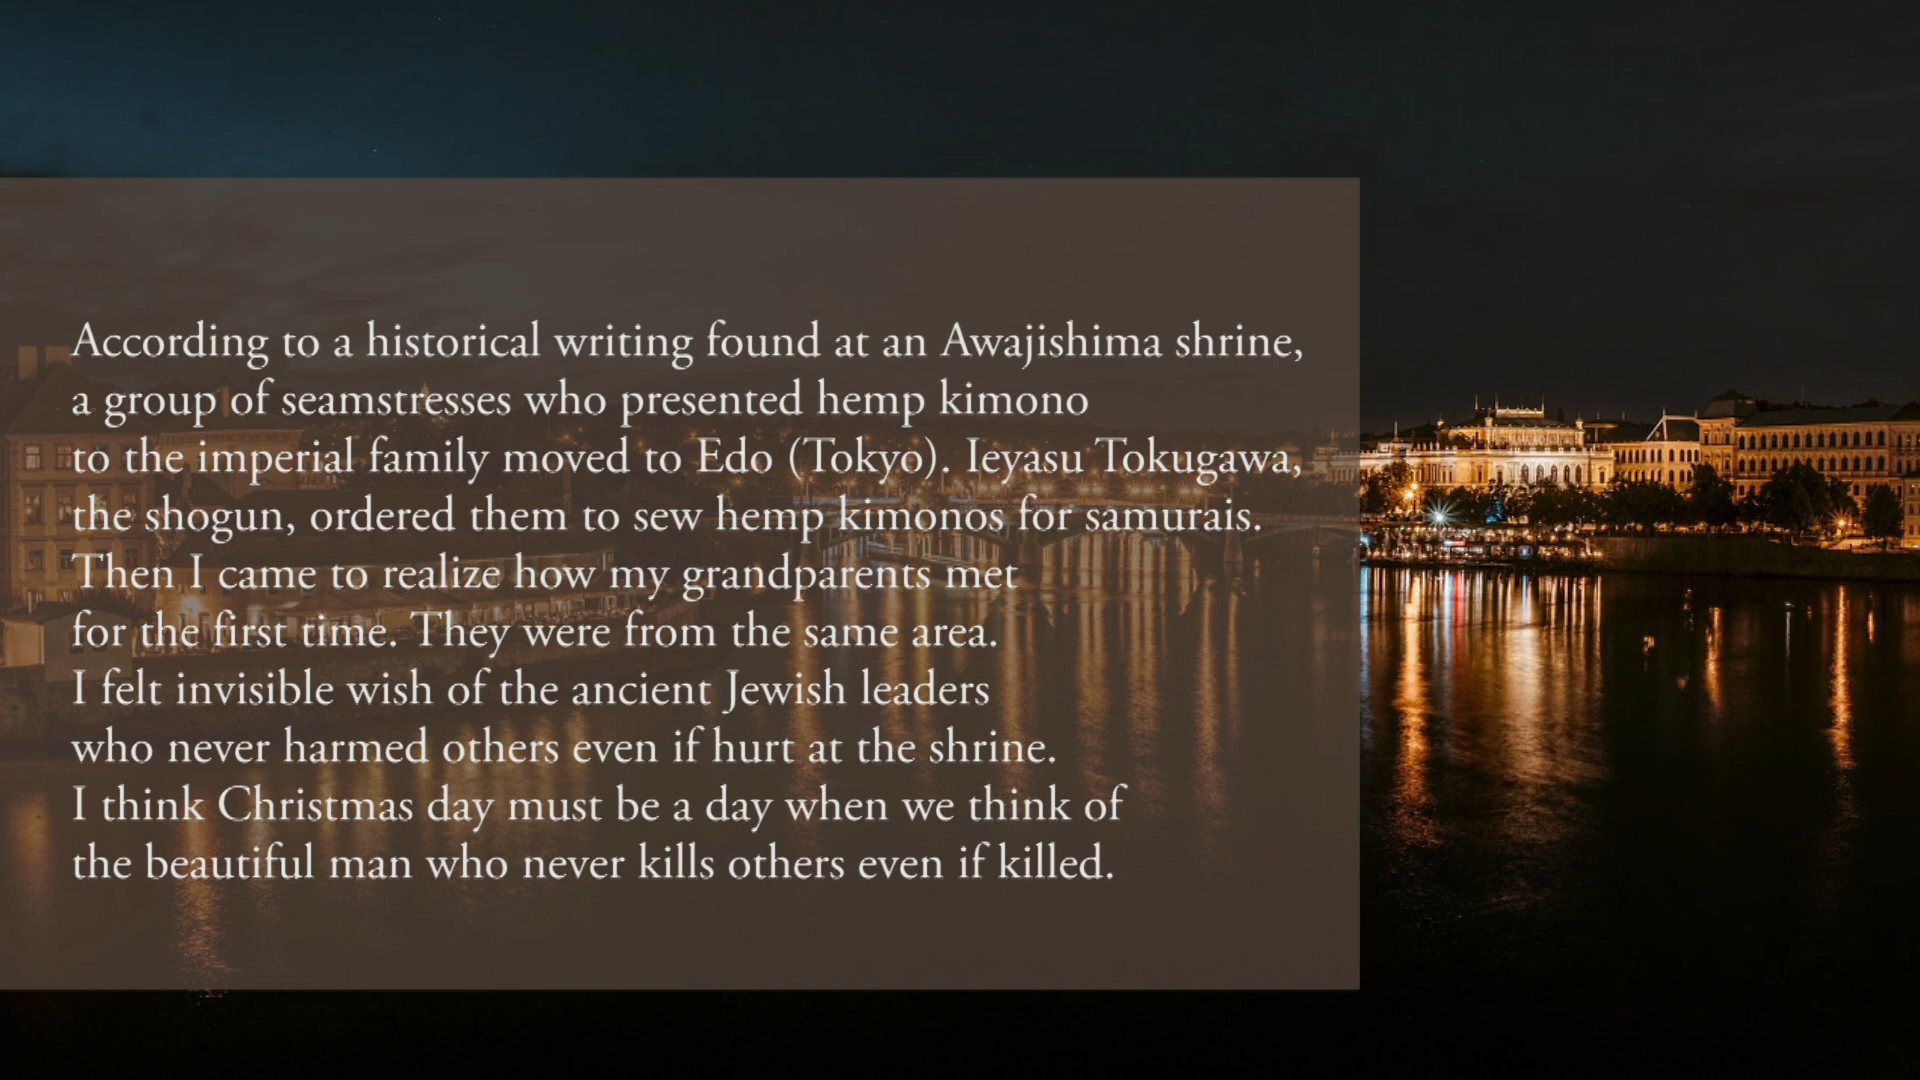 According to a historical writing found at an Awajishima shrine,
a group of seamstresses who presented hemp kimono
to the imperial family moved to Edo (Tokyo). Ieyasu Tokugawa,
the shogun, ordered them to sew hemp kimonos for samurais.
Then I came to realize how my grandparents met
for the first time. They were from the same area.
I felt invisible wish of the ancient Jewish leaders
who never harmed others even if hurt at the shrine.
I think Christmas day must be a day when we think of
the beautiful man who never kills others even if killed.